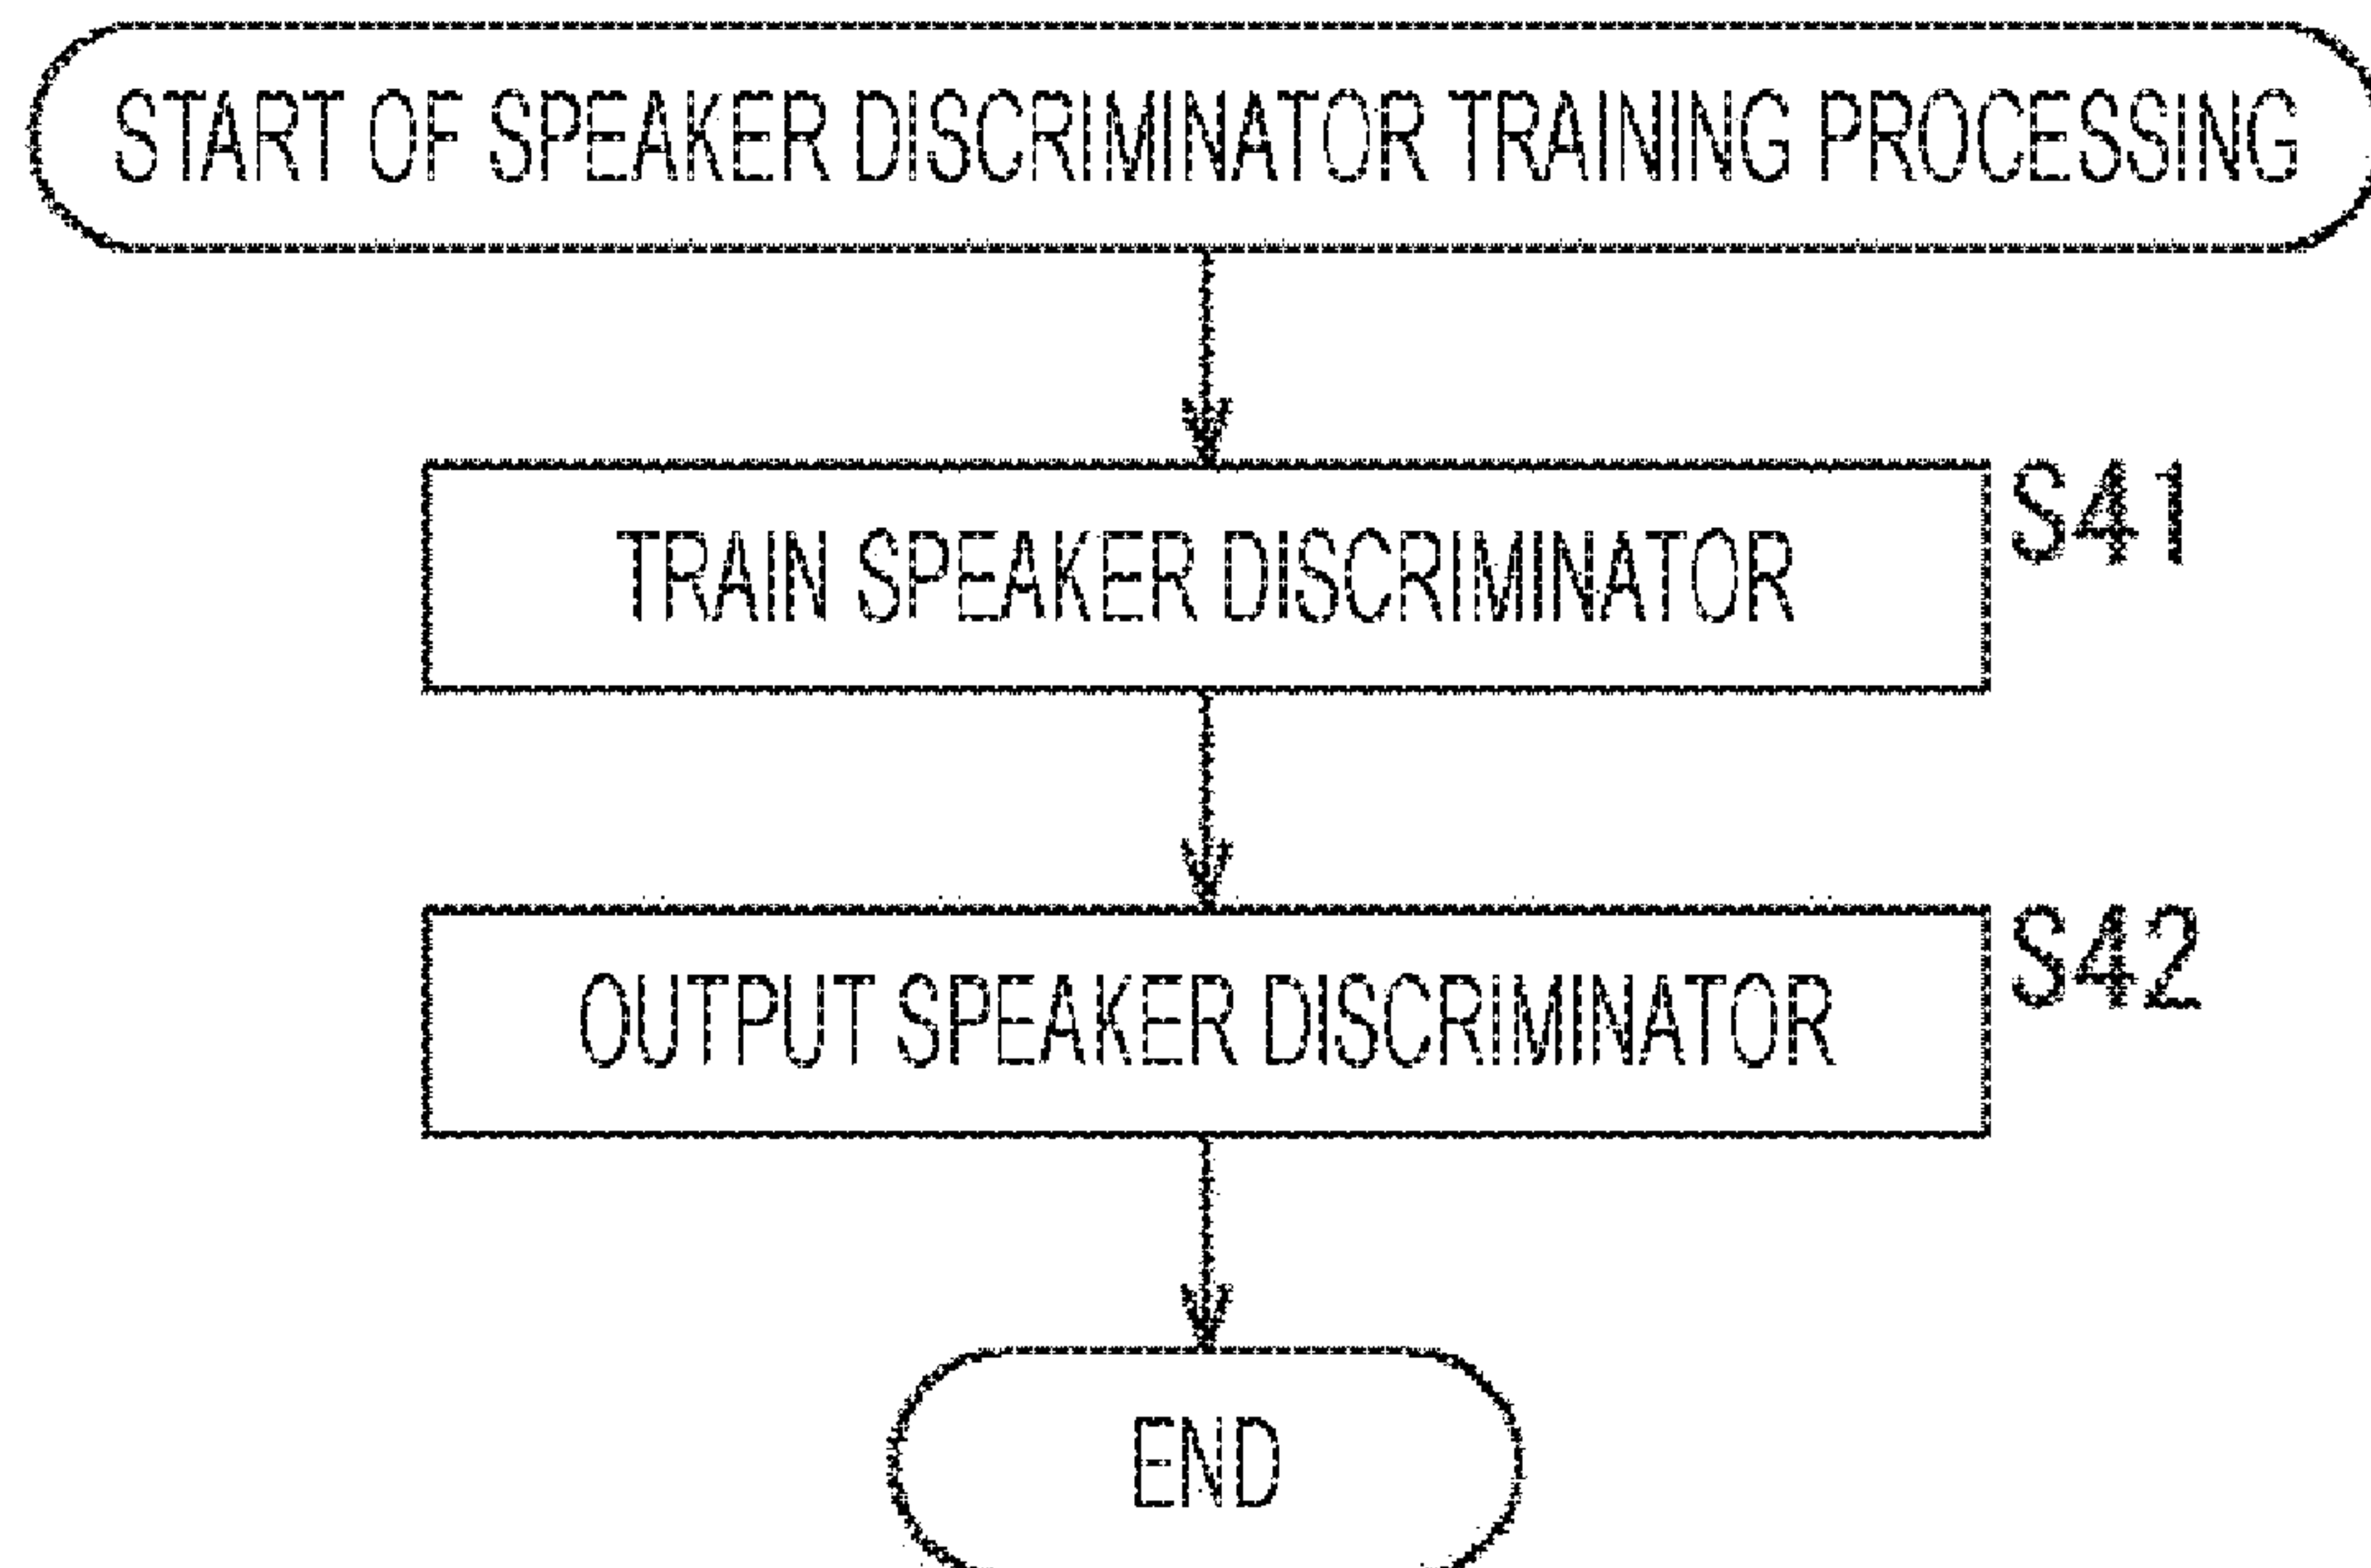 START OF SPEAKER DISCRIMINATOR TRAINING PROCESSING
TRAIN SPEAKER DISCRIMINATOR
S41
OUTPUT SPEAKER DISCRIMINATOR
S42
END